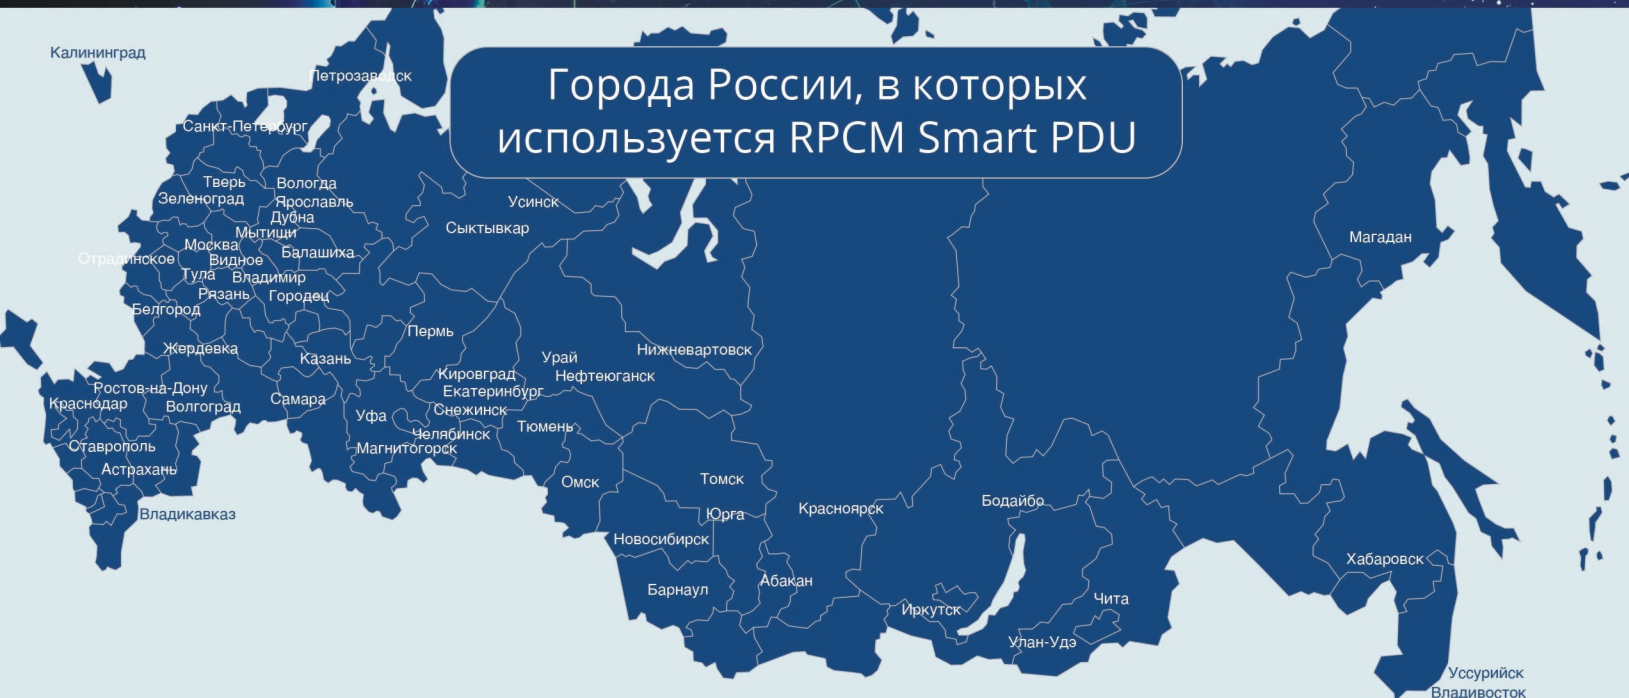 Города России, в которых
используется RPCM Smart PDU
Калининград
Петрозаводск
Санкт-Петербург
Тверь
Вологда
Зеленоград
Ярославль
Дубна
Мытищи
Москва
Балашиха
Отрадинское
Видное
Тула
Владимир
Рязань
Городец
Белгород
Жердевка
Казань
Пермь
Усинск
Сыктывкар
Урай
Нижневартовск
Нефтеюганск
Кировград
Екатеринбург
Снежинск
Тюмень
Челябинск
Магнитогорск
Уфа
Самара
Ростов-на-Дону
Краснодар
Волгоград
Ставрополь
Астрахань
Владикавказ
Омск
Томск
Юрга
Новосибирск
Барнаул
Абакан
Красноярск
Бодайбо
Иркутск
Улан-Удэ
Чита
Магадан
Хабаровск
Уссурийск
Владивосток